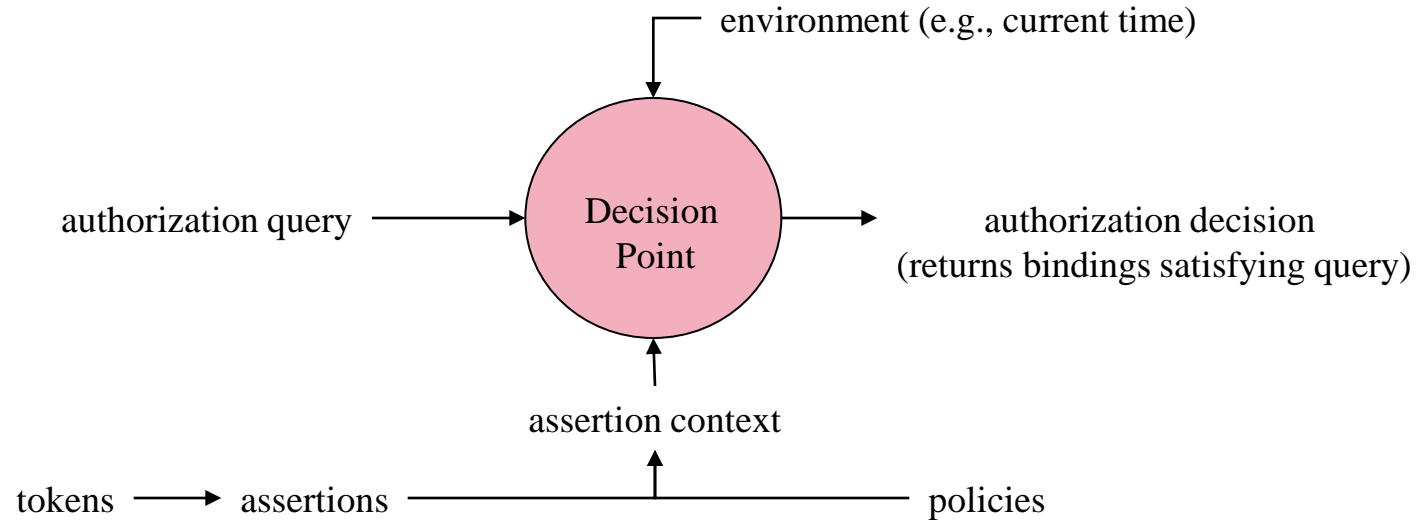 environment (e.g., current time)
Decision
Point
authorization query
authorization decision
(returns bindings satisfying query)
assertion context
tokens
assertions
policies